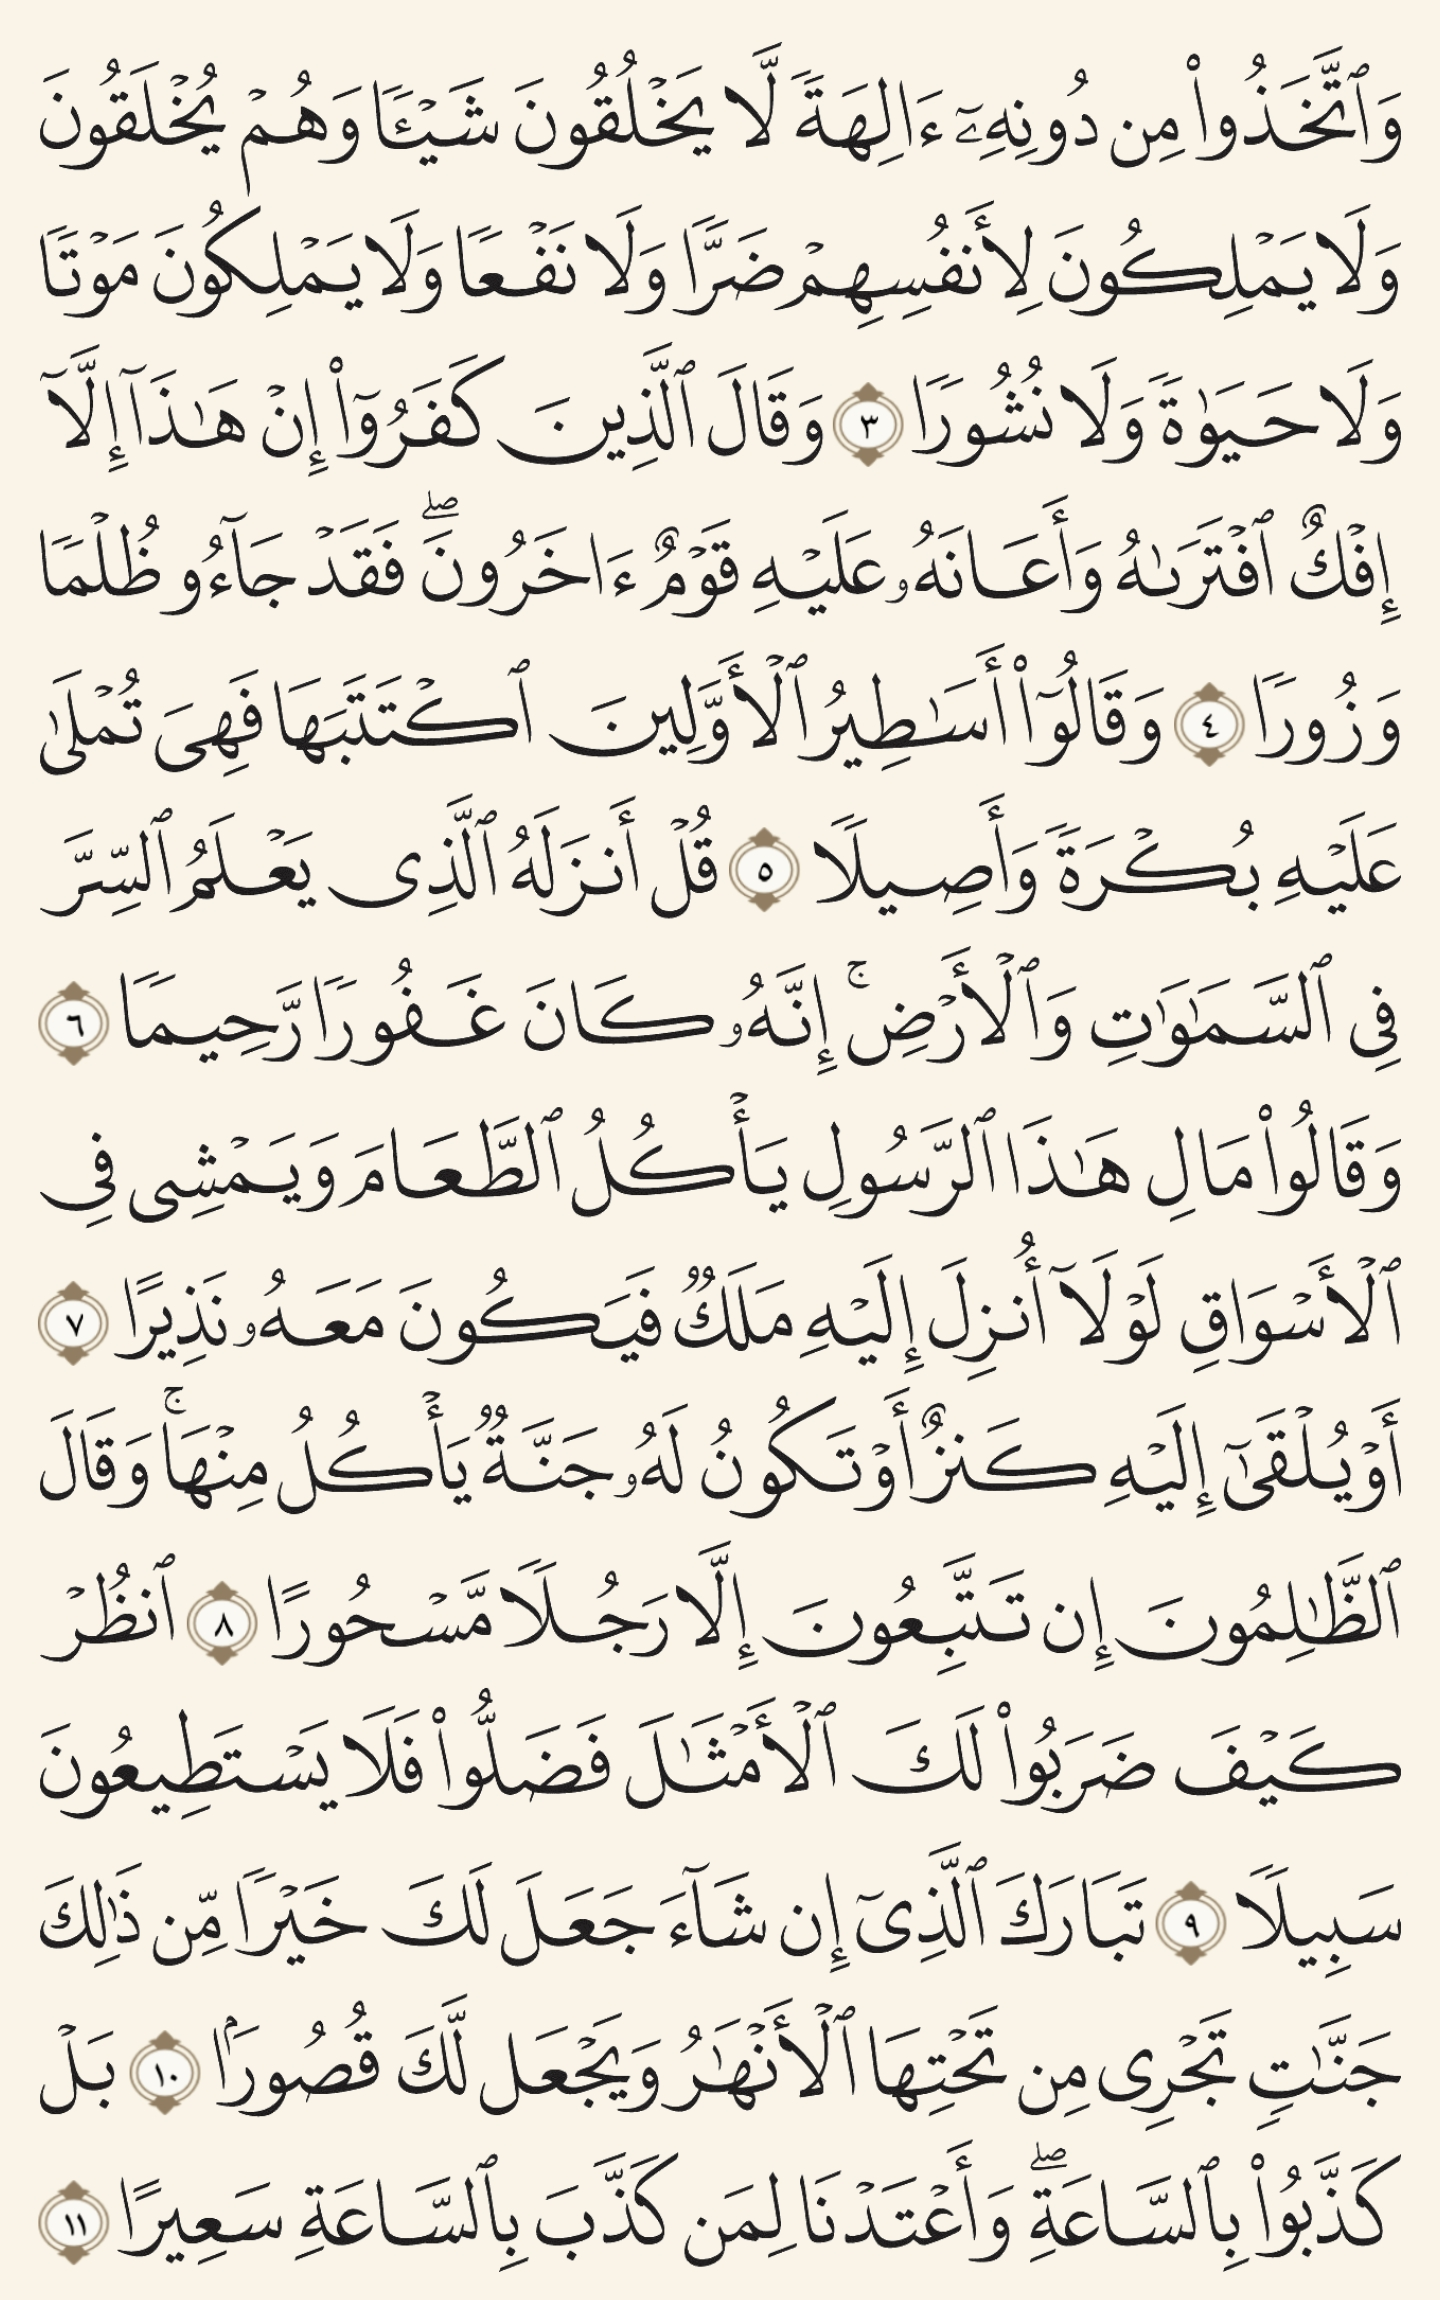 وَٱتَّخَذُوا۟ مِن دُونِهِۦٓ ءَالِهَةً لَّا يَخْلُقُونَ شَيْـًٔا وَهُمْ يُخْلَقُونَ
وَلَا يَمْلِكُونَ لِأَنفُسِهِمْ ضَرًّا وَلَا نَفْعًا وَلَا يَمْلِكُونَ مَوْتًا
وَلَا حَيَوٰةً وَلَا نُشُورًا ٣ وَقَالَ ٱلَّذِينَ كَفَرُوٓا۟ إِنْ هَـٰذَآ إِلَّآ
إِفْكٌ ٱفْتَرَىٰهُ وَأَعَانَهُۥ عَلَيْهِ قَوْمٌ ءَاخَرُونَ ۖ فَقَدْ جَآءُو ظُلْمًا
وَزُورًا ٤ وَقَالُوٓا۟ أَسَـٰطِيرُ ٱلْأَوَّلِينَ ٱكْتَتَبَهَا فَهِىَ تُمْلَىٰ
عَلَيْهِ بُكْرَةً وَأَصِيلًا ٥ قُلْ أَنزَلَهُ ٱلَّذِى يَعْلَمُ ٱلسِّرَّ
فِى ٱلسَّمَـٰوَٰتِ وَٱلْأَرْضِ ۚ إِنَّهُۥ كَانَ غَفُورًا رَّحِيمًا ٦
وَقَالُوا۟ مَالِ هَـٰذَا ٱلرَّسُولِ يَأْكُلُ ٱلطَّعَامَ وَيَمْشِى فِى
ٱلْأَسْوَاقِ لَوْلَآ أُنزِلَ إِلَيْهِ مَلَكٌ فَيَكُونَ مَعَهُۥ نَذِيرًا ٧
أَوْ يُلْقَىٰٓ إِلَيْهِ كَنزٌ أَوْ تَكُونُ لَهُۥ جَنَّةٌ يَأْكُلُ مِنْهَا ۚ وَقَالَ
ٱلظَّـٰلِمُونَ إِن تَتَّبِعُونَ إِلَّا رَجُلًا مَّسْحُورًا ٨ ٱنظُرْ
كَيْفَ ضَرَبُوا۟ لَكَ ٱلْأَمْثَـٰلَ فَضَلُّوا۟ فَلَا يَسْتَطِيعُونَ
سَبِيلًا ٩ تَبَارَكَ ٱلَّذِىٓ إِن شَآءَ جَعَلَ لَكَ خَيْرًا مِّن ذَٰلِكَ
جَنَّـٰتٍ تَجْرِى مِن تَحْتِهَا ٱلْأَنْهَـٰرُ وَيَجْعَل لَّكَ قُصُورًۢا ١٠ بَلْ
كَذَّبُوا۟ بِٱلسَّاعَةِ ۖ وَأَعْتَدْنَا لِمَن كَذَّبَ بِٱلسَّاعَةِ سَعِيرًا ١١